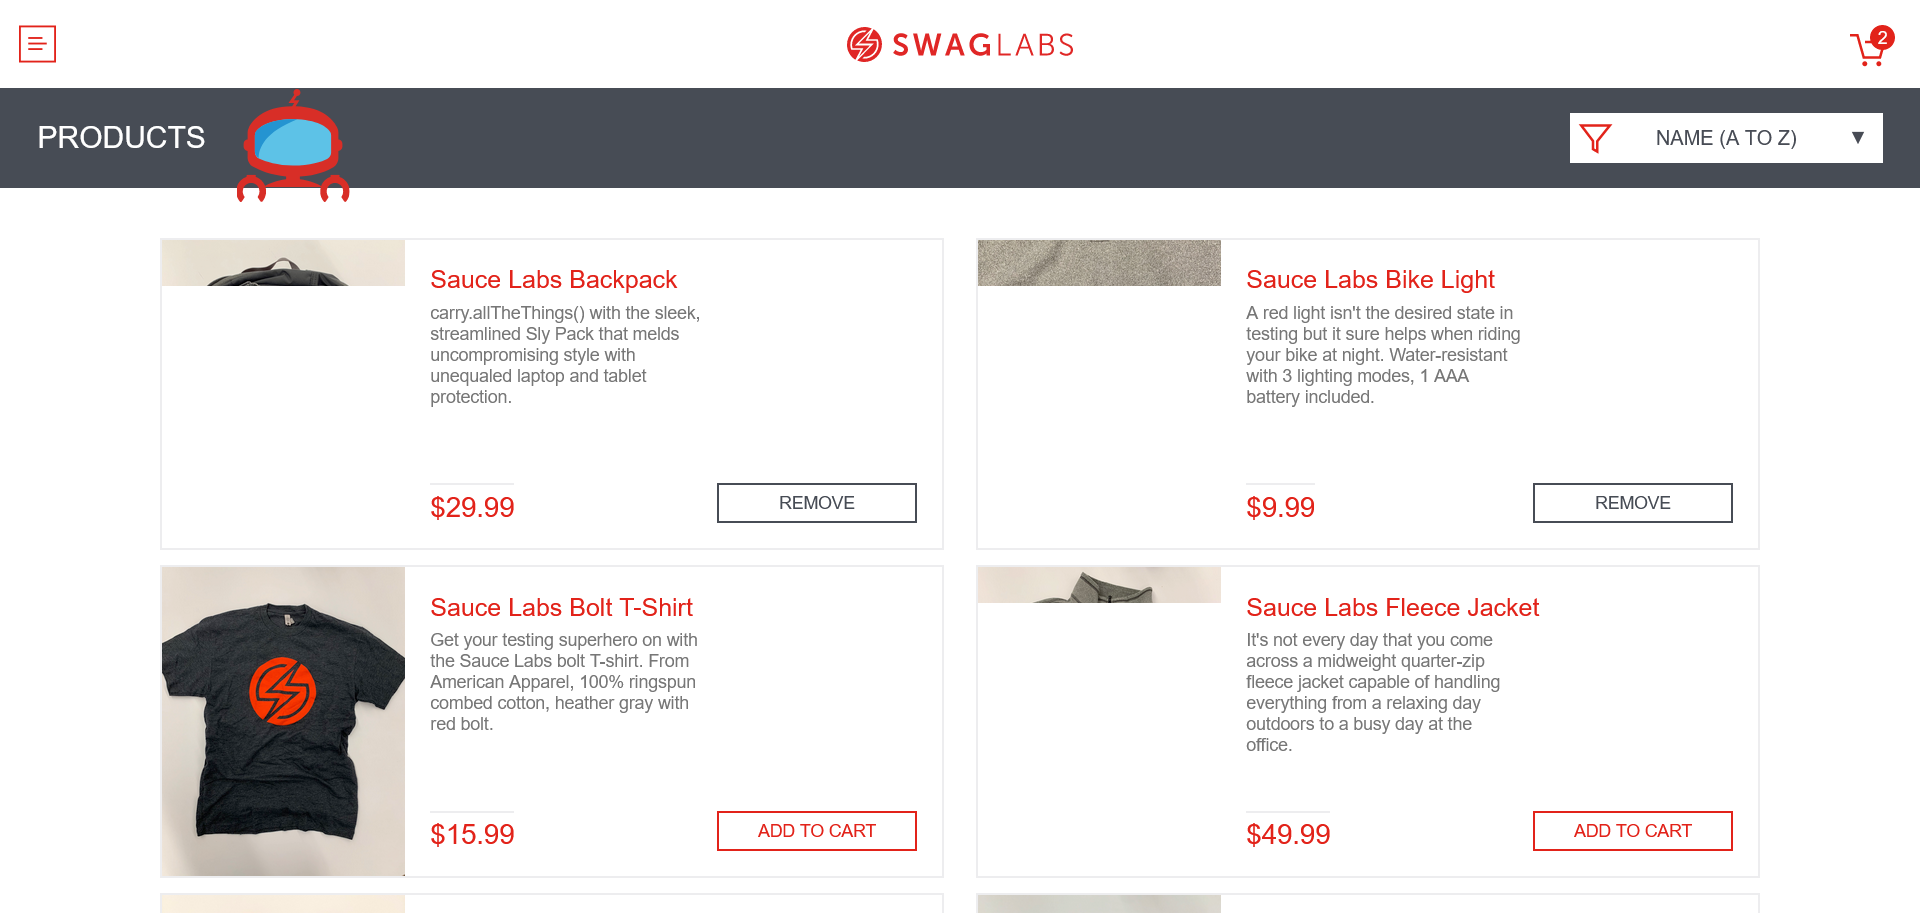 SWAGLABS
2
PRODUCTS
NAME (A TO Z)
Sauce Labs Backpack
carry.allTheThings() with the sleek,
streamlined Sly Pack that melds
uncompromising style with
unequaled laptop and tablet
protection.
$29.99
REMOVE
Sauce Labs Bike Light
A red light isn't the desired state in
testing but it sure helps when riding
your bike at night. Water-resistant
with 3 lighting modes, 1 AAA
battery included.
$9.99
REMOVE
Sauce Labs Bolt T-Shirt
Get your testing superhero on with
the Sauce Labs bolt T-shirt. From
American Apparel, 100% ringspun
combed cotton, heather gray with
red bolt.
$15.99
ADD TO CART
Sauce Labs Fleece Jacket
It's not every day that you come
across a midweight quarter-zip
fleece jacket capable of handling
everything from a relaxing day
outdoors to a busy day at the
office.
$49.99
ADD TO CART